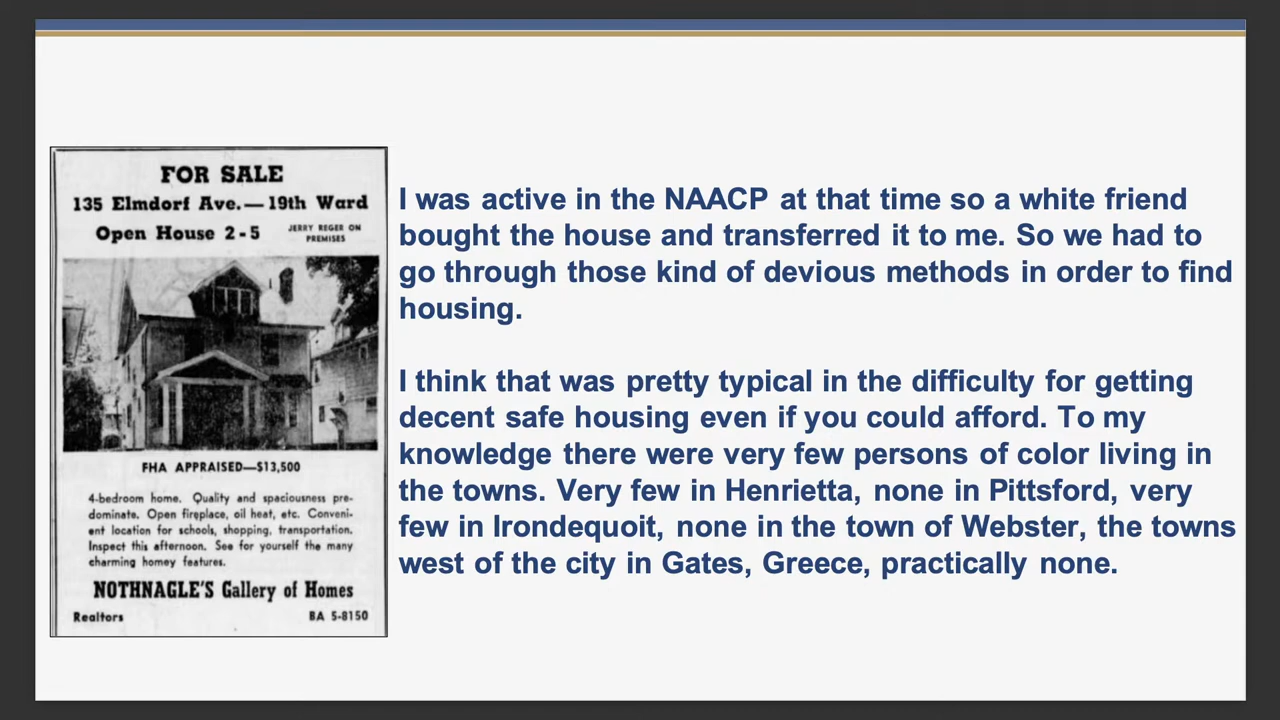 FOR SALE
135 Elmdorf Ave.—19th Ward
Open House 2-5
JERRY REGER ON
PREMISES
FHA APPRAISED—$13,500
4-bedroom home. Quality and spaciousness pre-
dominate. Open fireplace, oil heat, etc. Conveni-
ent location for schools, shopping, transportation.
Inspect this afternoon. See for yourself the many
charming homey features.
NOTHNAGLE'S Gallery of Homes
Realtors BA 5-8150
I was active in the NAACP at that time so a white friend
bought the house and transferred it to me. So we had to
go through those kind of devious methods in order to find
housing.
I think that was pretty typical in the difficulty for getting
decent safe housing even if you could afford. To my
knowledge there were very few persons of color living in
the towns. Very few in Henrietta, none in Pittsford, very
few in Irondequoit, none in the town of Webster, the towns
west of the city in Gates, Greece, practically none.